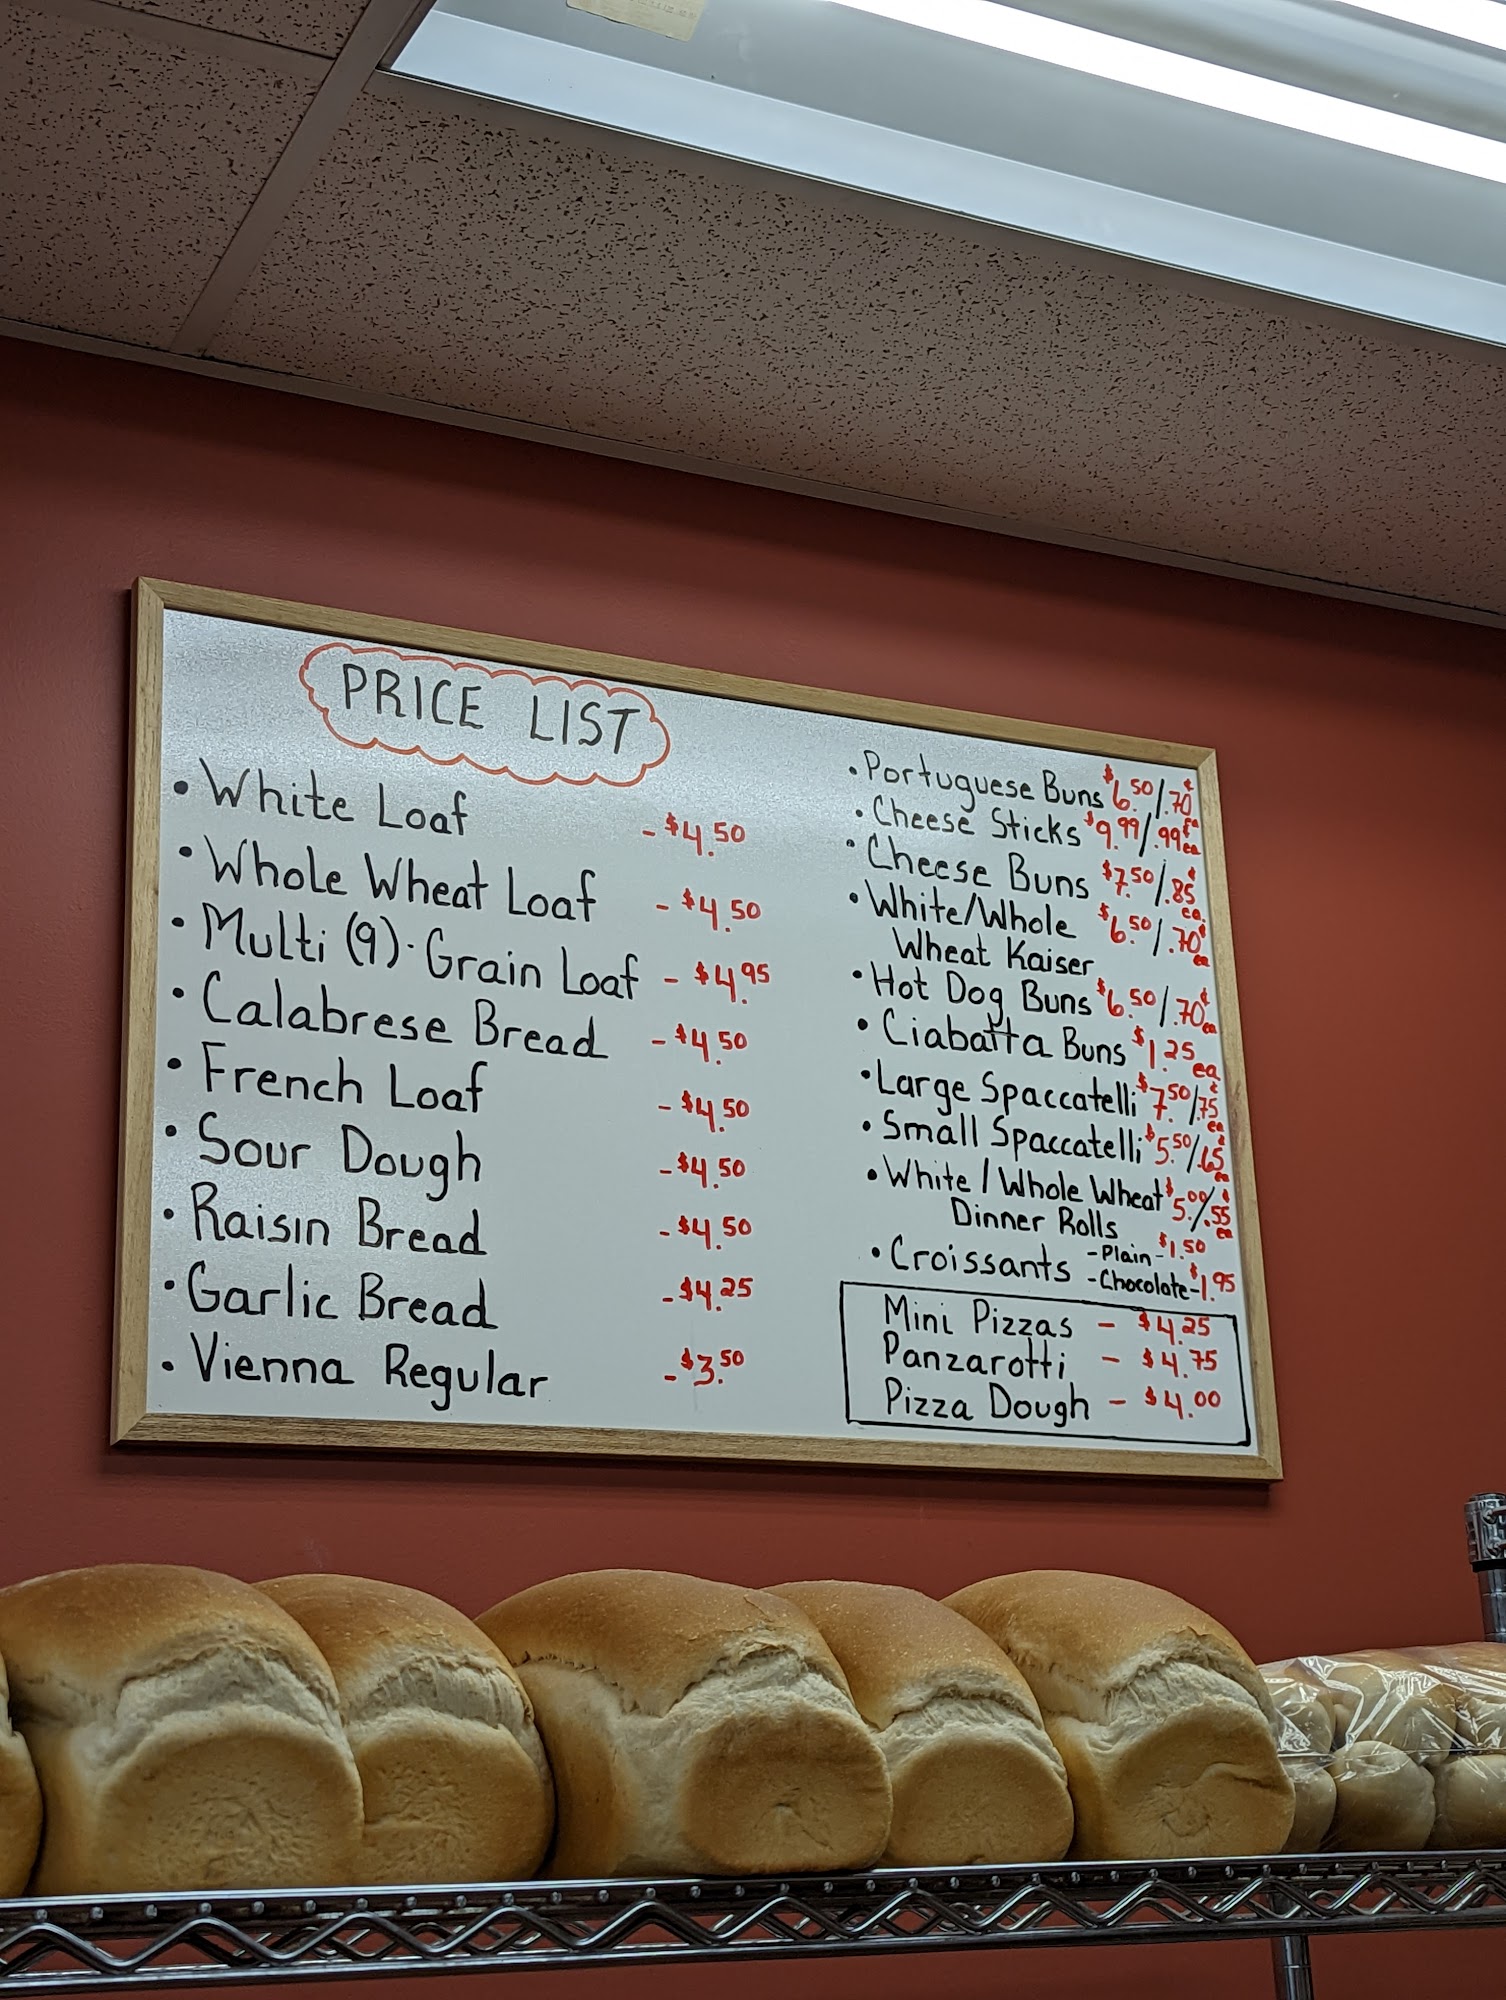 PRICE LIST
• White Loaf - $4.50
• Whole Wheat Loaf - $4.50
• Multi (9)·Grain Loaf - $4.95
• Calabrese Bread - $4.50
• French Loaf - $4.50
• Sour Dough - $4.50
• Raisin Bread - $4.50
• Garlic Bread - $4.25
• Vienna Regular - $3.50
• Portuguese Buns $6.50/.70¢ ea
• Cheese Sticks $9.99/.99¢ ea
• Cheese Buns $7.50/.85¢ ea.
• White/Whole $6.50/.70¢ ea
Wheat Kaiser
• Hot Dog Buns $6.50/.70¢ ea
• Ciabatta Buns $1.25 ea
• Large Spaccatelli $7.50/.75¢ ea
• Small Spaccatelli $5.50/.65¢ ea
• White / Whole Wheat $5.00/.55¢ ea
Dinner Rolls
• Croissants - Plain - $1.50
- Chocolate - $1.95
Mini Pizzas - $4.25
Panzarotti - $4.75
Pizza Dough - $4.00